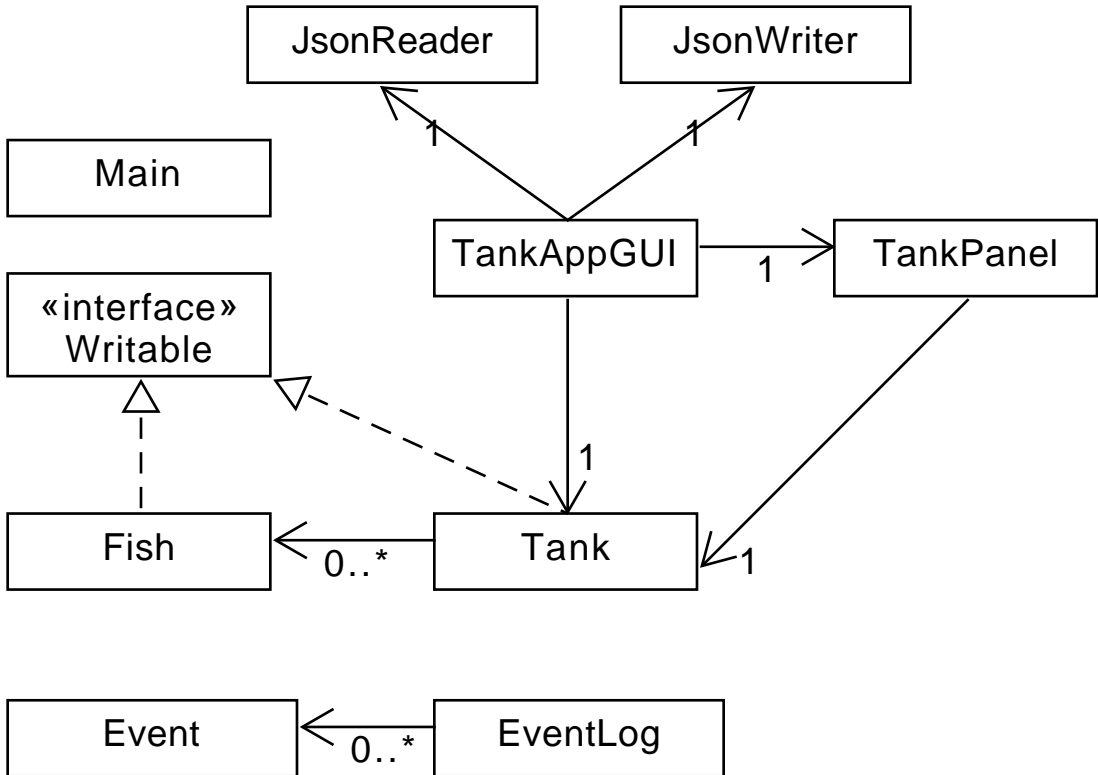 JsonReader
JsonWriter
1
1
Main
TankAppGUI
1
TankPanel
«interface»
Writable
1
Fish
0..*
Tank
1
Event
0..*
EventLog